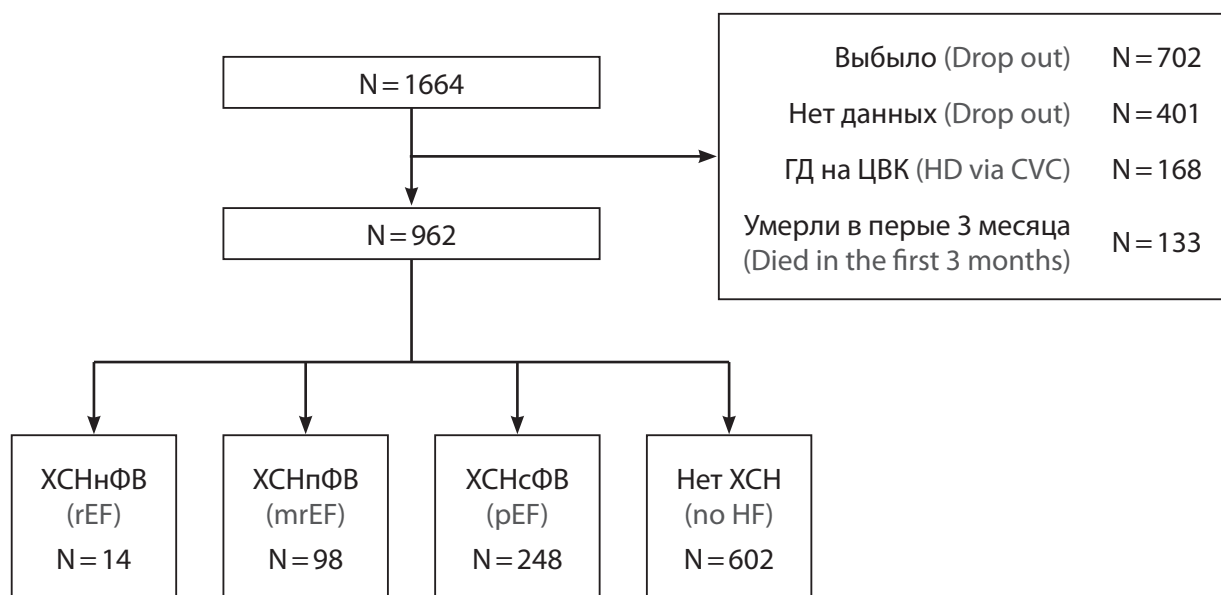 N = 1664
Выбыло (Drop out) N = 702
Нет данных (Drop out) N = 401
ГД на ЦВК (HD via CVC) N = 168
Умерли в перые 3 месяца
(Died in the first 3 months) N = 133
N = 962
ХСНнФВ
(rEF)
N = 14
ХСНпФВ
(mrEF)
N = 98
ХСНсФВ
(pEF)
N = 248
Нет ХСН
(no HF)
N = 602